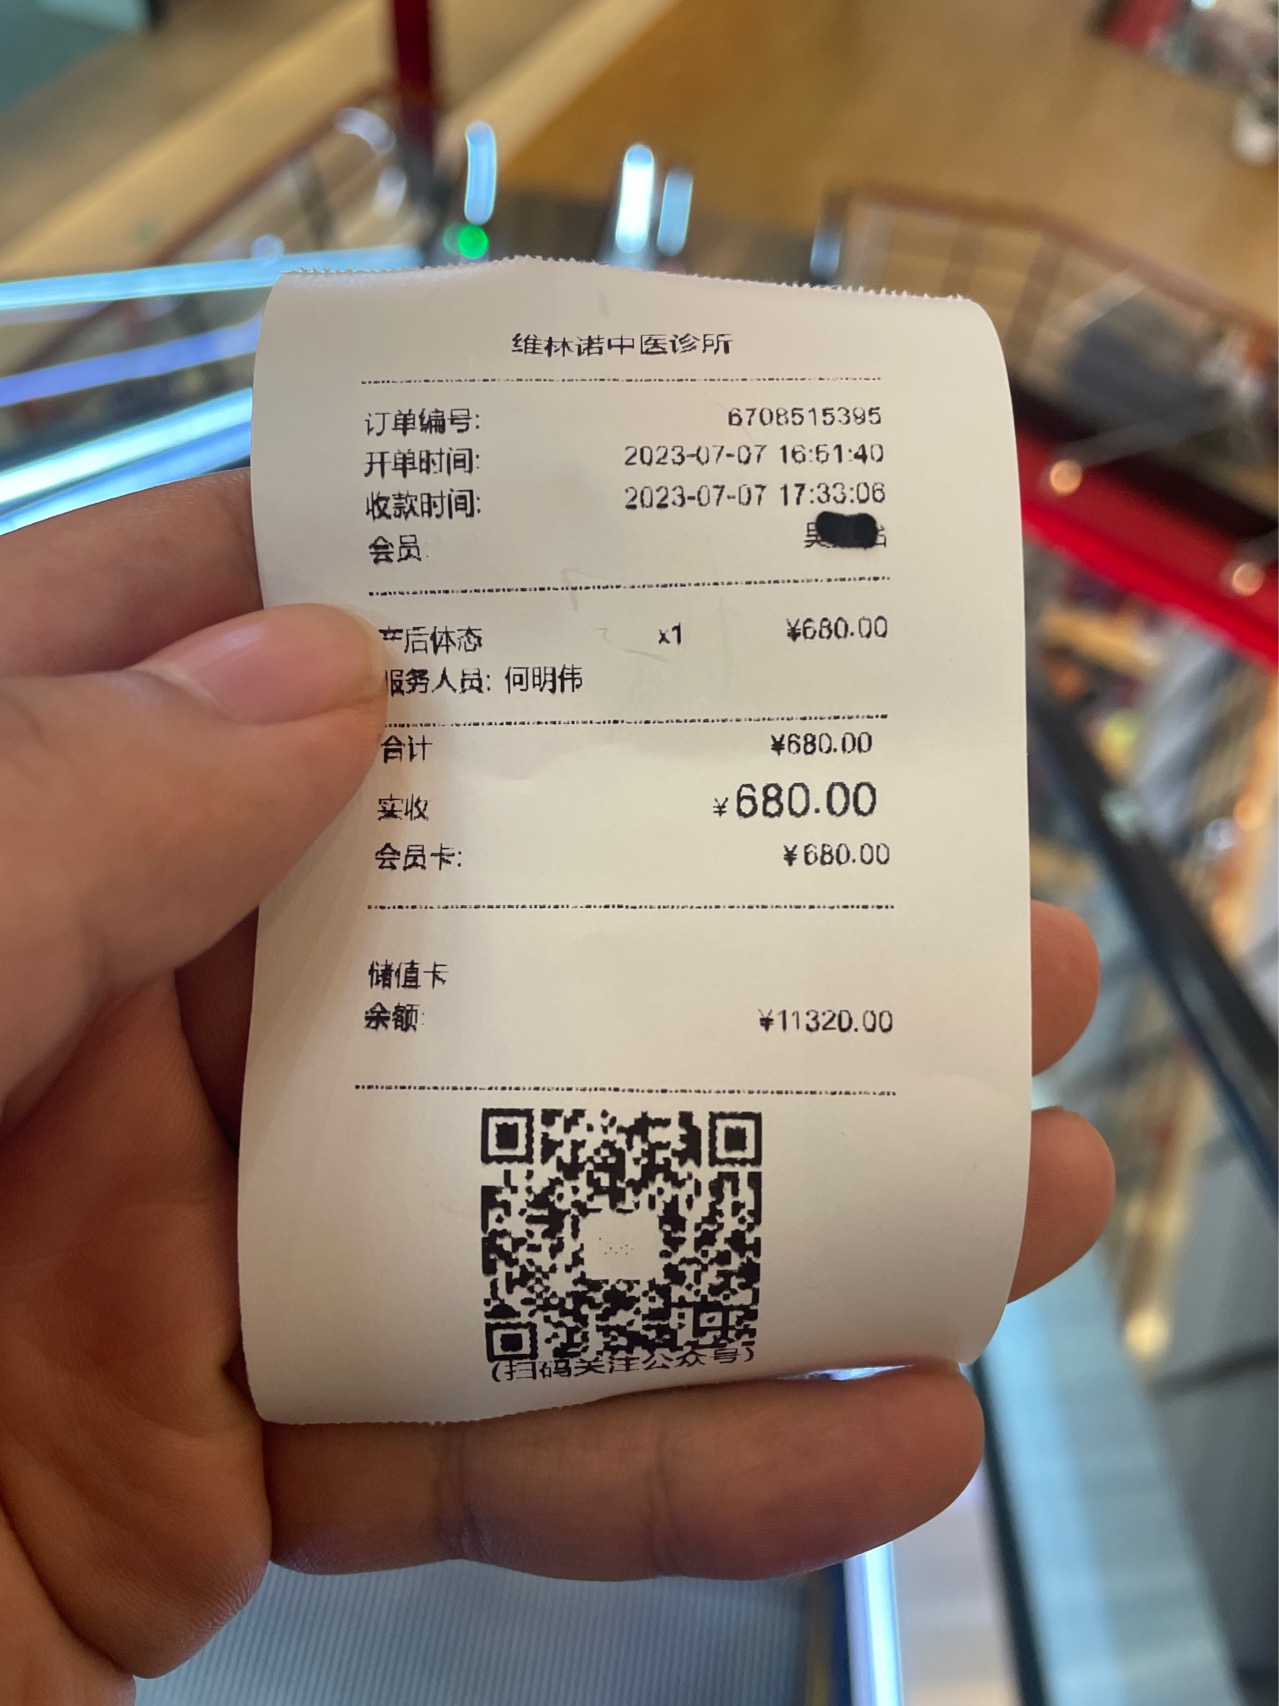 维林诺中医诊所
订单编号: 6708515395
开单时间: 2023-07-07 16:51:40
收款时间: 2023-07-07 17:33:06
会员: 吴
产后体态 x1 ¥680.00
服务人员: 何明伟
合计 ¥680.00
实收 ¥680.00
会员卡: ¥680.00
储值卡
余额: ¥11320.00
(扫码关注公众号)